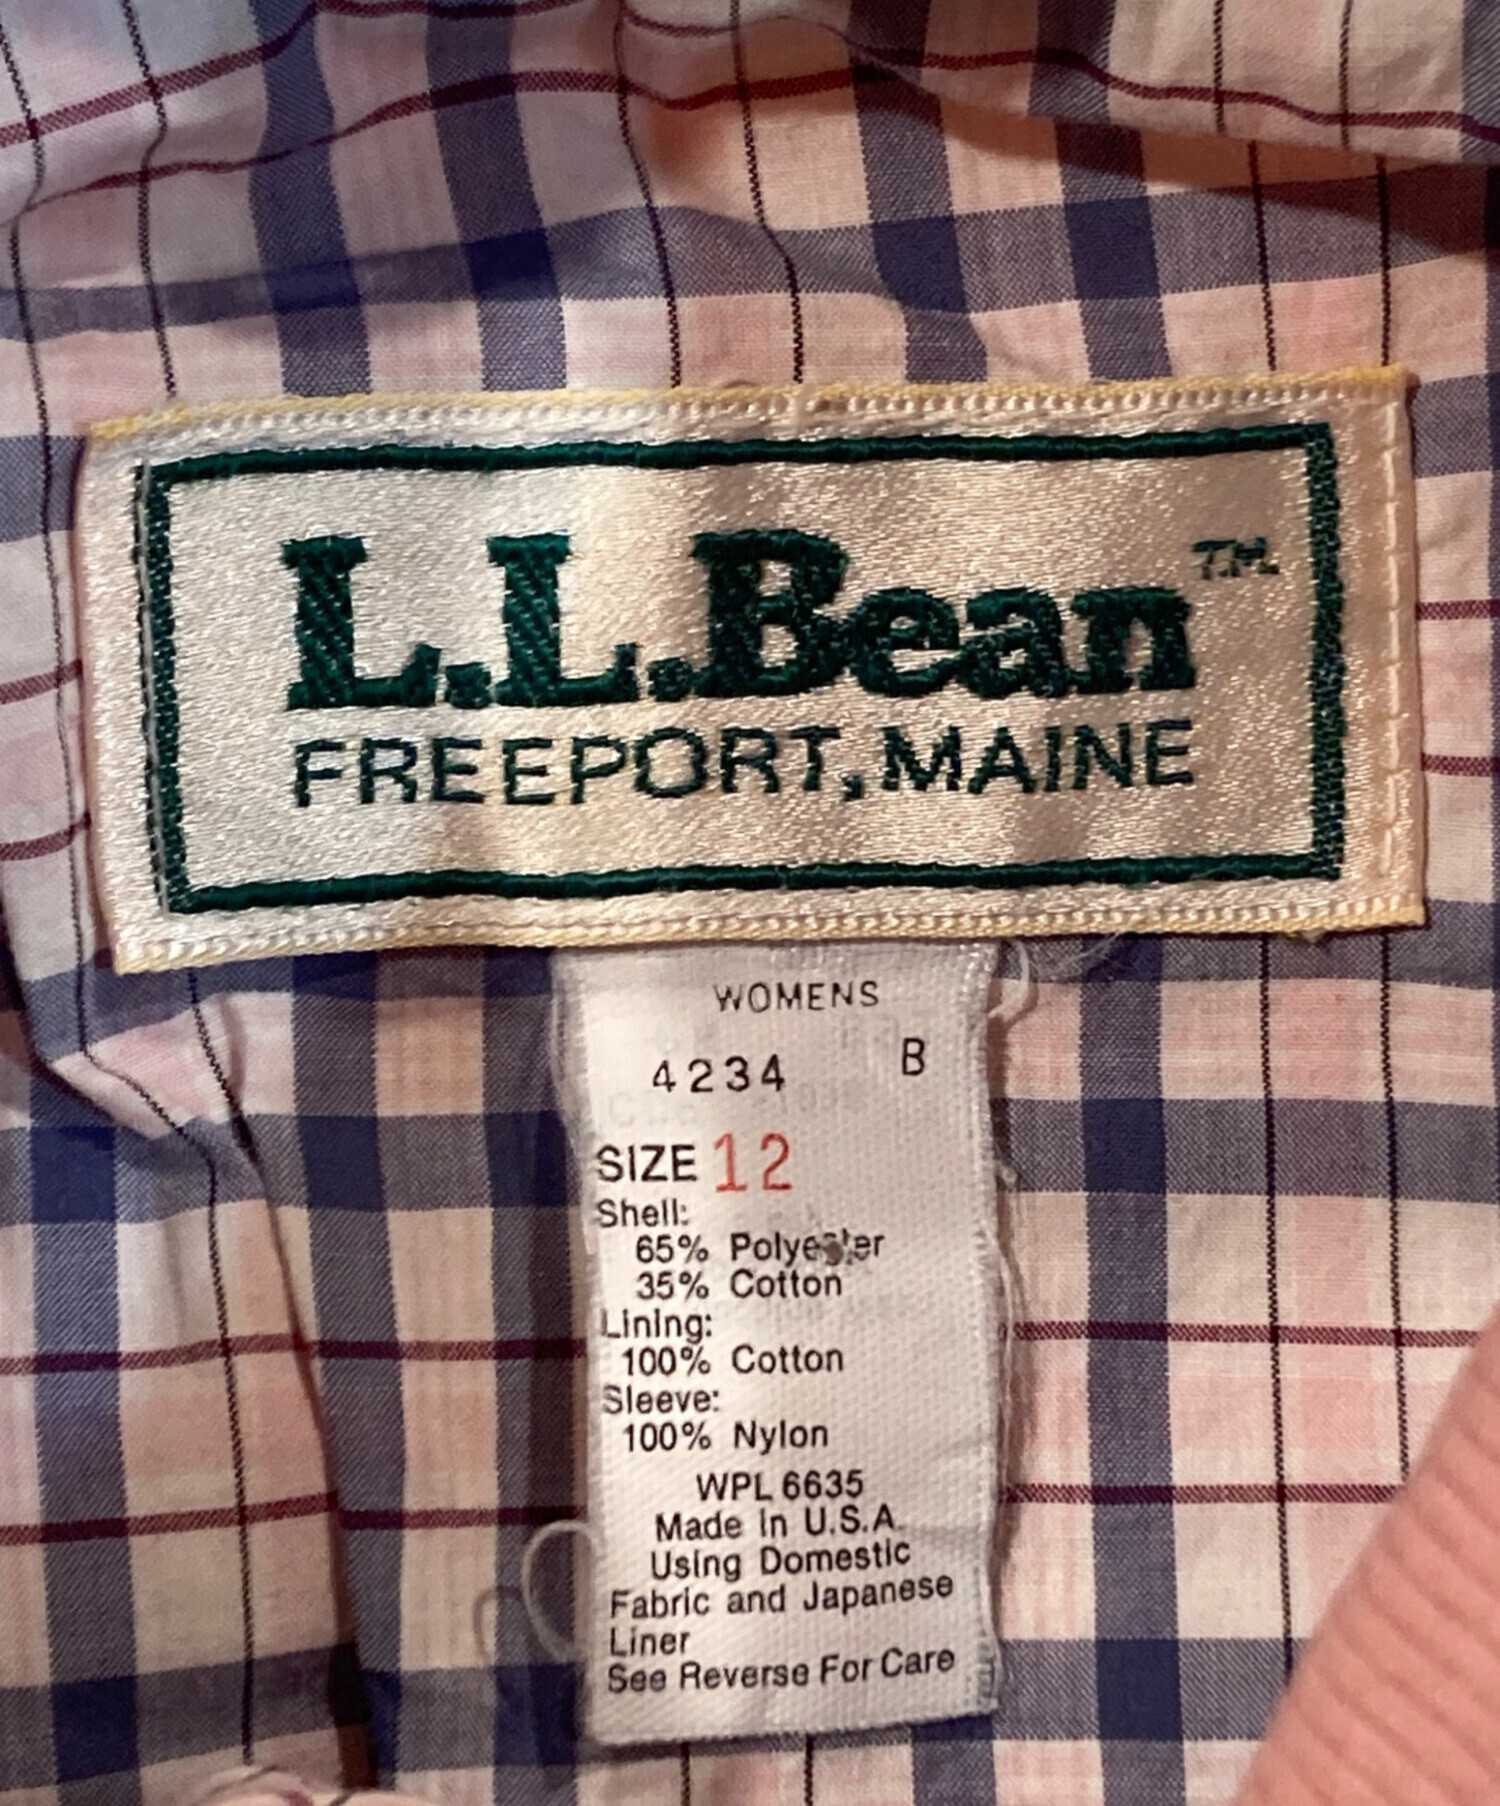 L.L.Bean T.M.
FREEPORT, MAINE
WOMENS
4234 B
SIZE 12
Shell:
65% Polyester
35% Cotton
Lining:
100% Cotton
Sleeve:
100% Nylon
WPL 6635
Made in U.S.A.
Using Domestic
Fabric and Japanese
Liner
See Reverse For Care